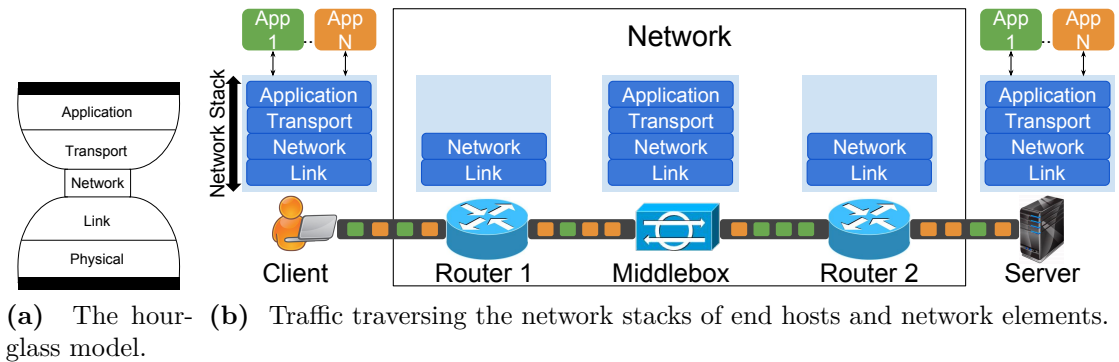 Application
Transport
Network
Link
Physical
(a) The hour-
glass model.
App
1
..
App
N
Network Stack
Application
Transport
Network
Link
Client
Network
Network
Link
Router 1
Application
Transport
Network
Link
Middlebox
Network
Link
Router 2
App
1
..
App
N
Application
Transport
Network
Link
Server
(b) Traffic traversing the network stacks of end hosts and network elements.